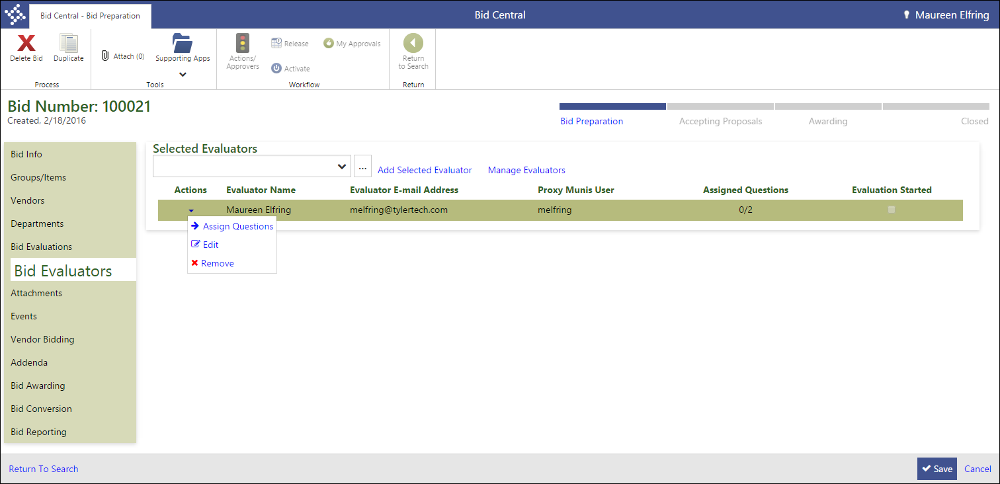 Bid Central - Bid Preparation
Bid Central
Maureen Elfring
Delete Bid
Duplicate
Process
Attach (0)
Supporting Apps
Tools
Actions/
Approvers
Release
My Approvals
Activate
Workflow
Return
to Search
Return
Bid Number: 100021
Created, 2/18/2016
Bid Preparation
Accepting Proposals
Awarding
Closed
Bid Info
Groups/Items
Vendors
Departments
Bid Evaluations
Bid Evaluators
Attachments
Events
Vendor Bidding
Addenda
Bid Awarding
Bid Conversion
Bid Reporting
Selected Evaluators
... Add Selected Evaluator Manage Evaluators
Actions Evaluator Name Evaluator E-mail Address Proxy Munis User Assigned Questions Evaluation Started
Maureen Elfring melfring@tylertech.com melfring 0/2
Assign Questions
Edit
Remove
Return To Search
Save
Cancel